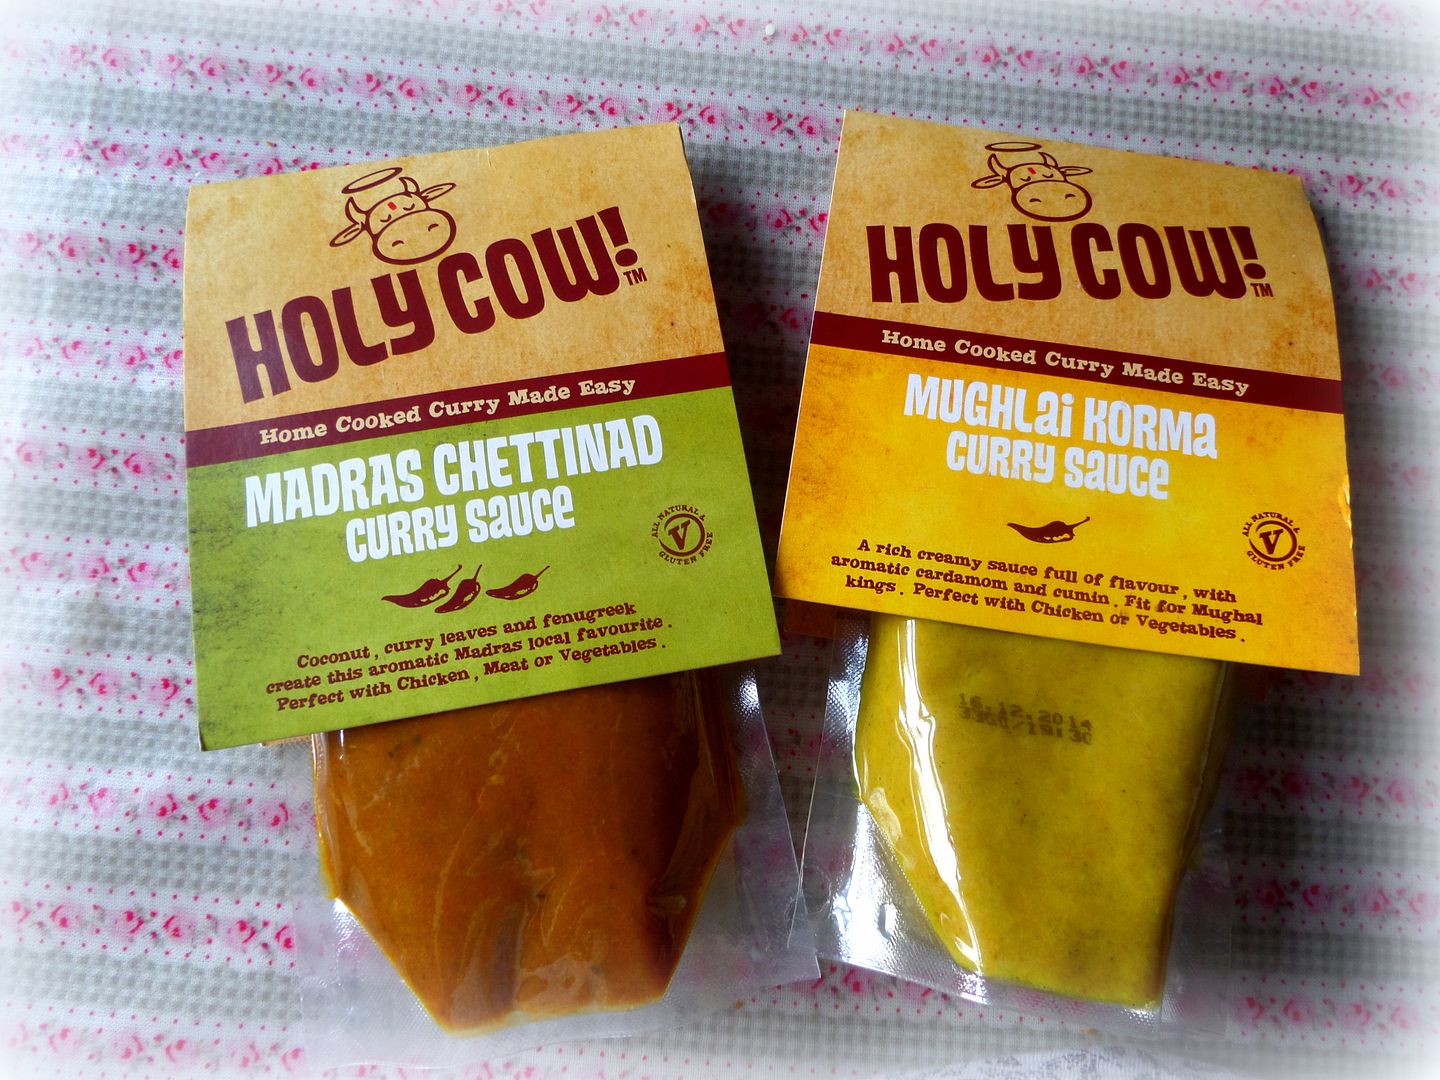 HOLY COW!™
Home Cooked Curry Made Easy
MADRAS CHETTINAD
CURRY SAUCE
ALL NATURAL &
V
GLUTEN FREE
Coconut , curry leaves and fenugreek
create this aromatic Madras local favourite .
Perfect with Chicken , Meat or Vegetables .
HOLY COW!™
Home Cooked Curry Made Easy
MUGHLAI KORMA
CURRY SAUCE
ALL NATURAL &
V
GLUTEN FREE
A rich creamy sauce full of flavour , with
aromatic cardamom and cumin . Fit for Mughal
kings . Perfect with Chicken or Vegetables .